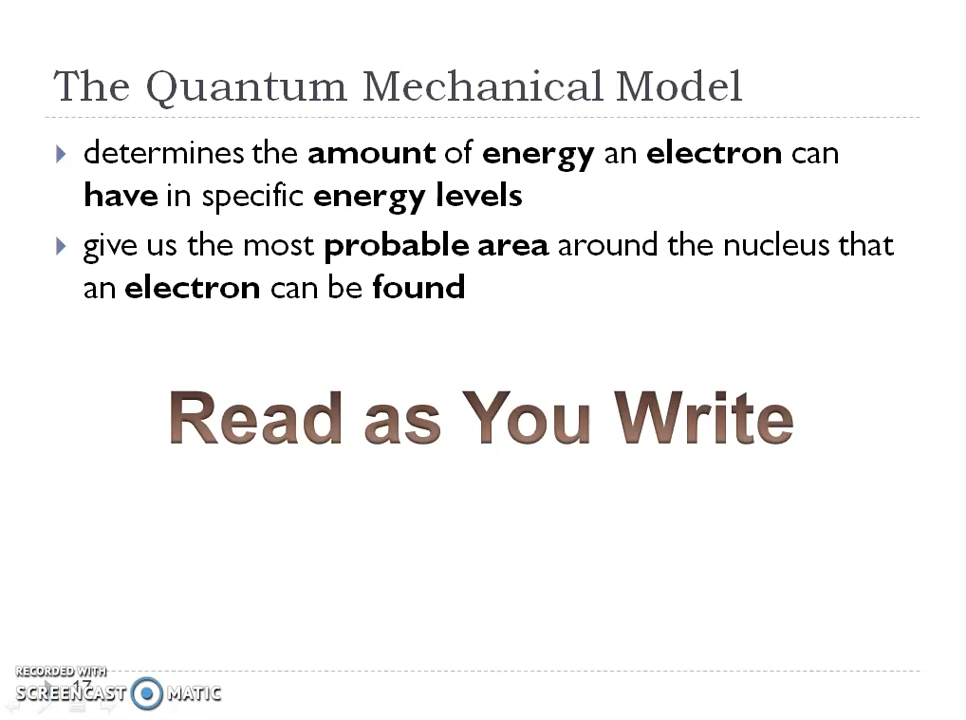 The Quantum Mechanical Model
determines the amount of energy an electron can
have in specific energy levels
give us the most probable area around the nucleus that
an electron can be found
Read as You Write
RECORDED WITH
17
SCREENCAST MATIC